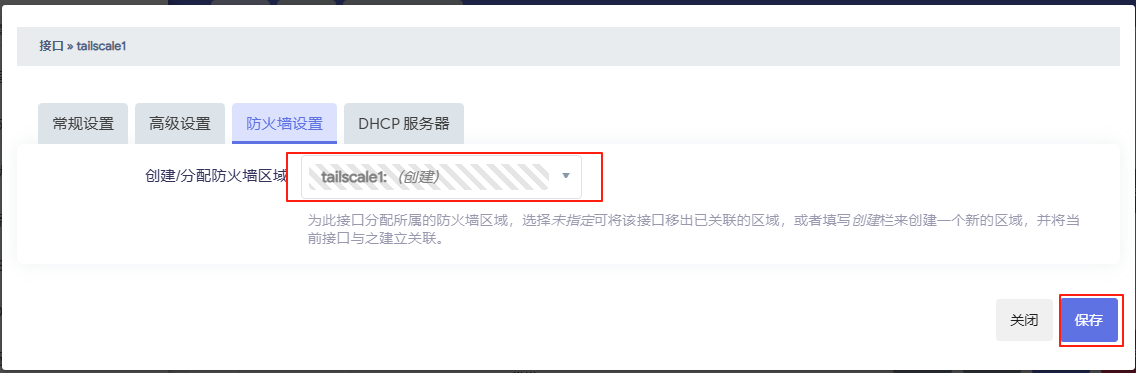 接口 » tailscale1
常规设置 高级设置 防火墙设置 DHCP 服务器
创建/分配防火墙区域 tailscale1: （创建）
为此接口分配所属的防火墙区域，选择未指定可将该接口移出已关联的区域，或者填写创建栏来创建一个新的区域，并将当
前接口与之建立关联。
关闭 保存